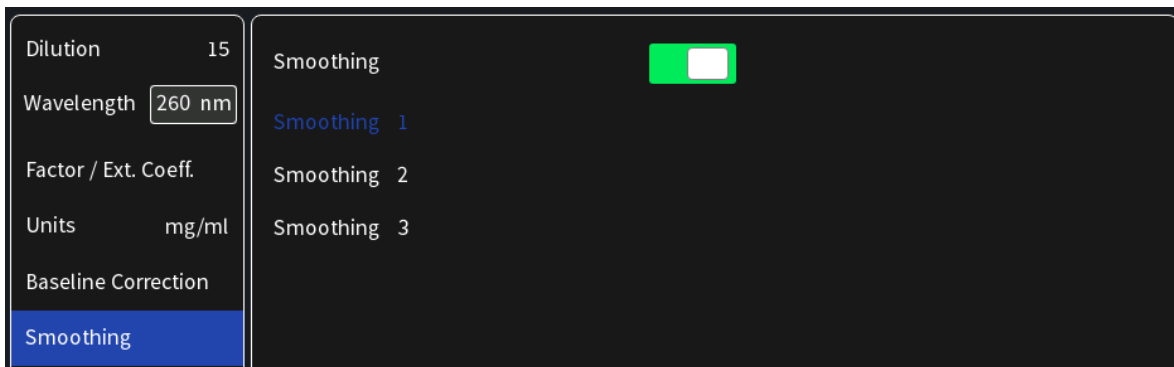 Dilution 15
Wavelength 260 nm
Factor / Ext. Coeff.
Units mg/ml
Baseline Correction
Smoothing
Smoothing
Smoothing 1
Smoothing 2
Smoothing 3